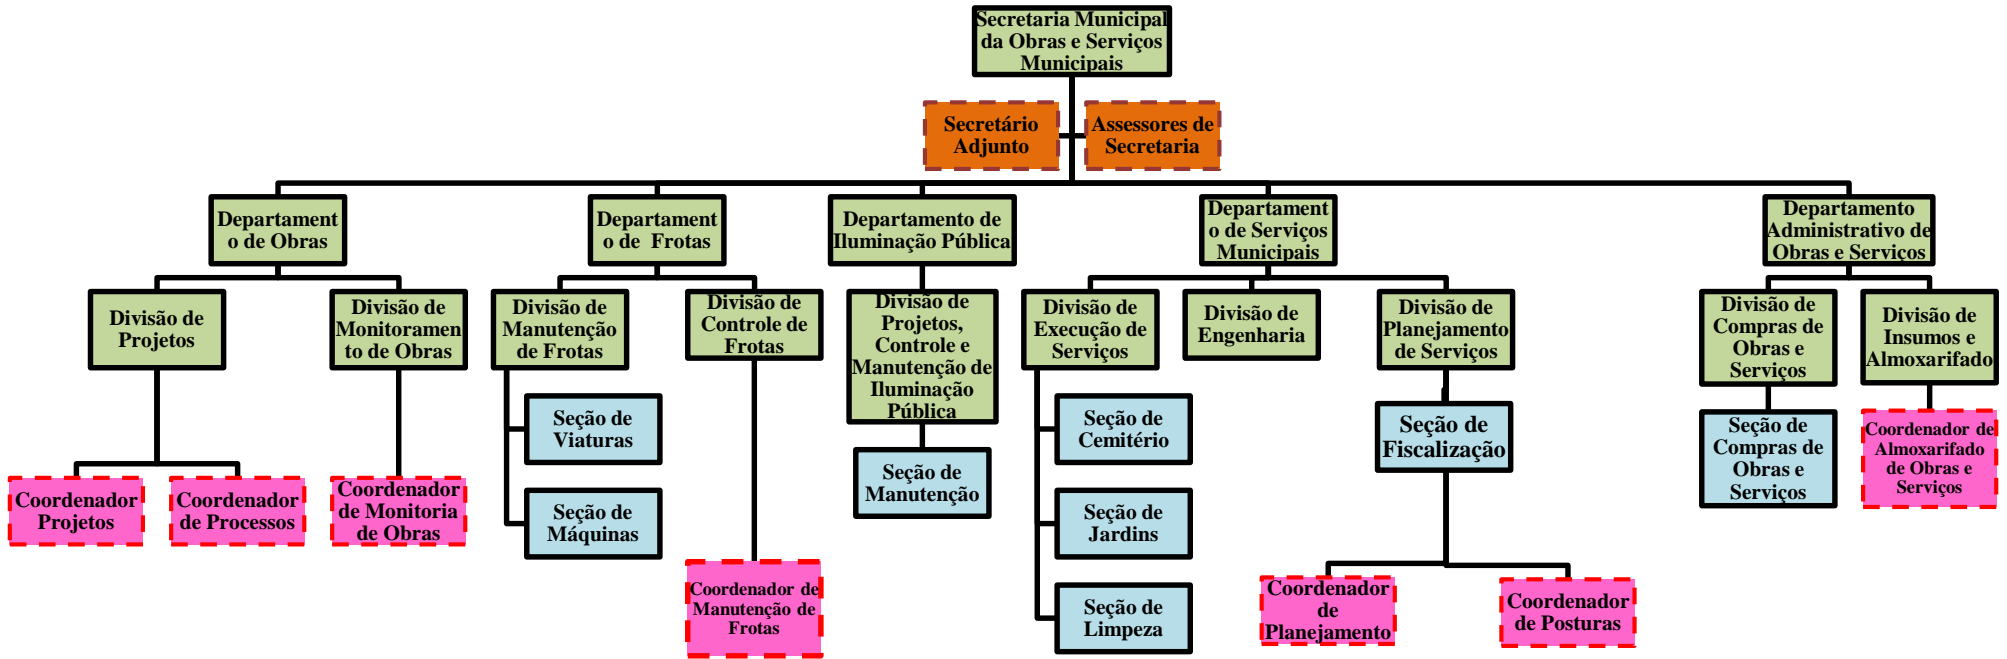 Secretaria Municipal
da Obras e Serviços
Municipais
Secretário
Adjunto
Assessores de
Secretaria
Departament
o de Obras
Departament
o de Frotas
Departamento de
Iluminação Pública
Departament
o de Serviços
Municipais
Departamento
Administrativo de
Obras e Serviços
Divisão de
Projetos
Divisão de
Monitoramen
to de Obras
Divisão de
Manutenção
de Frotas
Divisão de
Controle de
Frotas
Divisão de
Projetos,
Controle e
Manutenção de
Iluminação
Pública
Divisão de
Execução de
Serviços
Divisão de
Engenharia
Divisão de
Planejamento
de Serviços
Divisão de
Compras de
Obras e
Serviços
Divisão de
Insumos e
Almoxarifado
Seção de
Viaturas
Seção de
Cemitério
Seção de
Fiscalização
Seção de
Compras de
Obras e
Serviços
Coordenador de
Almoxarifado
de Obras e
Serviços
Coordenador
Projetos
Coordenador
de Processos
Coordenador
de Monitoria
de Obras
Seção de
Máquinas
Seção de
Manutenção
Seção de
Jardins
Coordenador de
Manutenção de
Frotas
Seção de
Limpeza
Coordenador
de
Planejamento
Coordenador
de Posturas